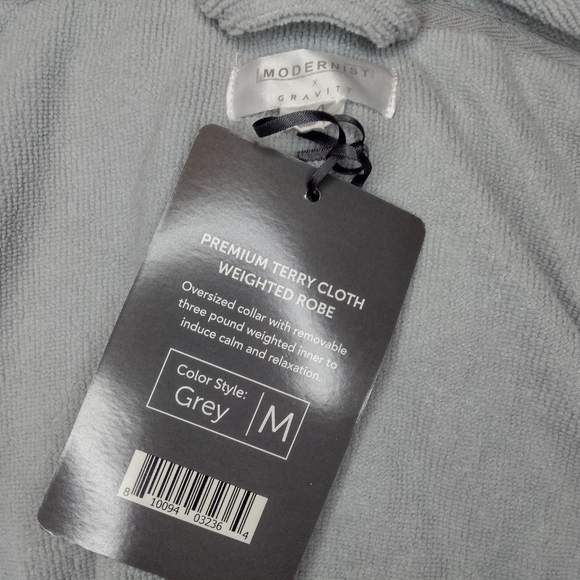 MODERNIST
X
GRAVITY
PREMIUM TERRY CLOTH
WEIGHTED ROBE
Oversized collar with removable
three pound weighted inner to
induce calm and relaxation.
Color Style:
Grey
M
8 10094 03236 4